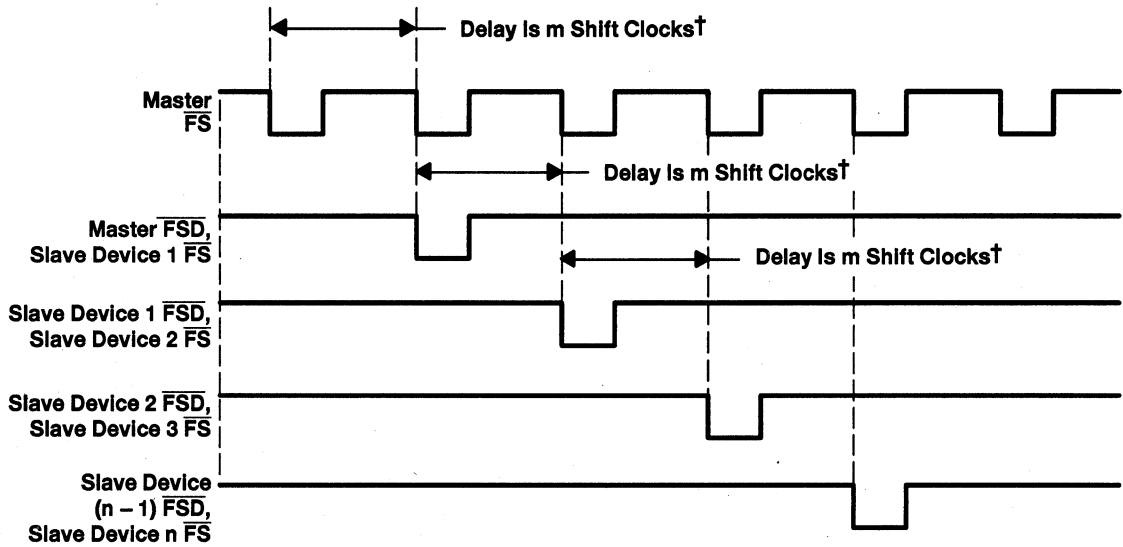 Delay Is m Shift Clocks†
Master
FS
Delay Is m Shift Clocks†
Master FSD,
Slave Device 1 FS
Delay Is m Shift Clocks†
Slave Device 1 FSD,
Slave Device 2 FS
Slave Device 2 FSD,
Slave Device 3 FS
Slave Device
(n – 1) FSD,
Slave Device n FS